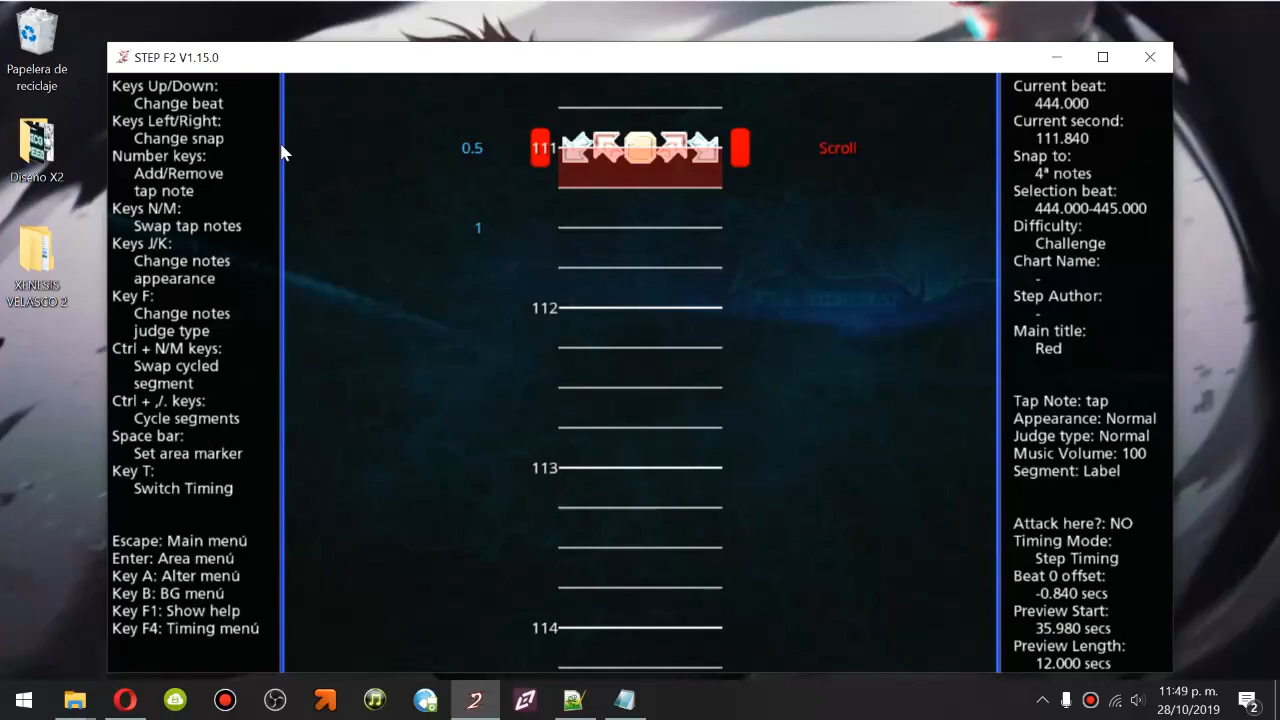 Papelera de
reciclaje
Diseño X2
XENESIS
VELASCO 2
STEP F2 V1.15.0
Keys Up/Down:
Change beat
Keys Left/Right:
Change snap
Number keys:
Add/Remove
tap note
Keys N/M:
Swap tap notes
Keys J/K:
Change notes
appearance
Key F:
Change notes
judge type
Ctrl + N/M keys:
Swap cycled
segment
Ctrl + ,/. keys:
Cycle segments
Space bar:
Set area marker
Key T:
Switch Timing
Escape: Main menú
Enter: Area menú
Key A: Alter menú
Key B: BG menú
Key F1: Show help
Key F4: Timing menú
0.5
111
Scroll
1
112
113
114
Current beat:
444.000
Current second:
111.840
Snap to:
4ª notes
Selection beat:
444.000-445.000
Difficulty:
Challenge
Chart Name:
-
Step Author:
-
Main title:
Red
Tap Note: tap
Appearance: Normal
Judge type: Normal
Music Volume: 100
Segment: Label
Attack here?: NO
Timing Mode:
Step Timing
Beat 0 offset:
-0.840 secs
Preview Start:
35.980 secs
Preview Length:
12.000 secs
2
11:49 p. m.
28/10/2019
2